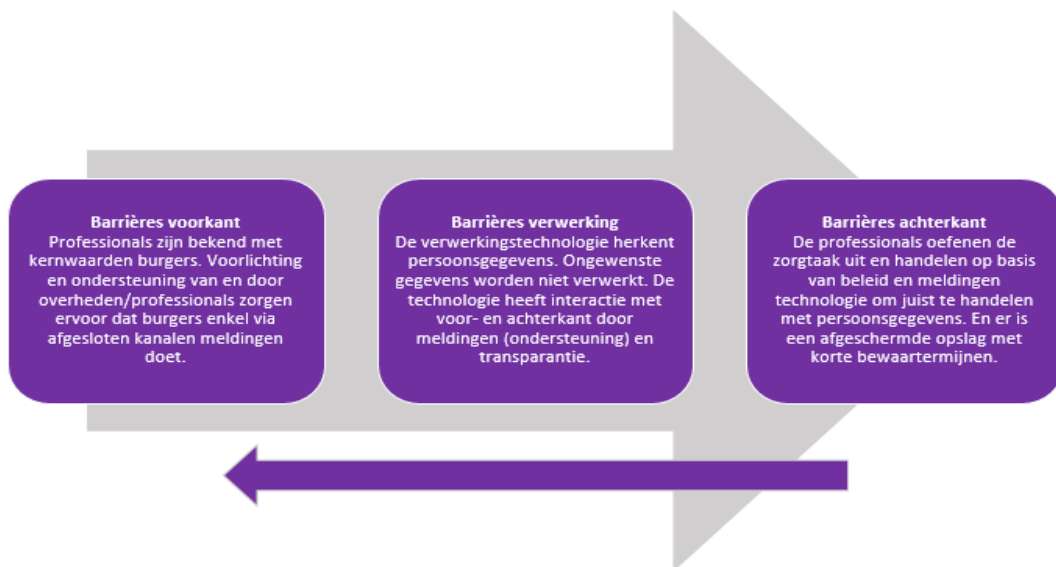 Barrières voorkant
Professionals zijn bekend met
kernwaarden burgers. Voorlichting
en ondersteuning van en door
overheden/professionals zorgen
ervoor dat burgers enkel via
afgesloten kanalen meldingen
doet.
Barrières verwerking
De verwerkingstechnologie herkent
persoonsgegevens. Ongewenste
gegevens worden niet verwerkt. De
technologie heeft interactie met
voor- en achterkant door
meldingen (ondersteuning) en
transparantie.
Barrières achterkant
De professionals oefenen de
zorgtaak uit en handelen op basis
van beleid en meldingen
technologie om juist te handelen
met persoonsgegevens. En er is
een afgeschermde opslag met
korte bewaartermijnen.